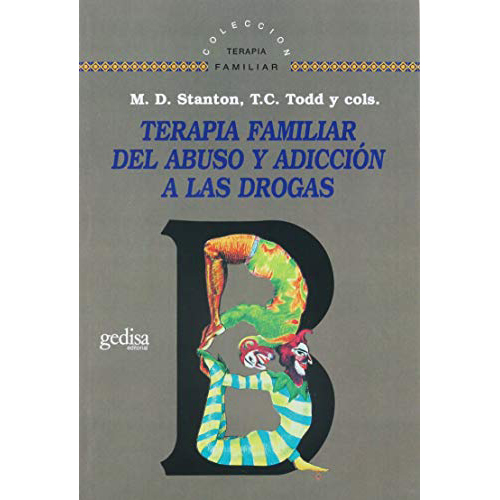 COLECCION
TERAPIA
FAMILIAR
M. D. Stanton, T.C. Todd y cols.
TERAPIA FAMILIAR
DEL ABUSO Y ADICCIÓN
A LAS DROGAS
B
gedisa
editorial